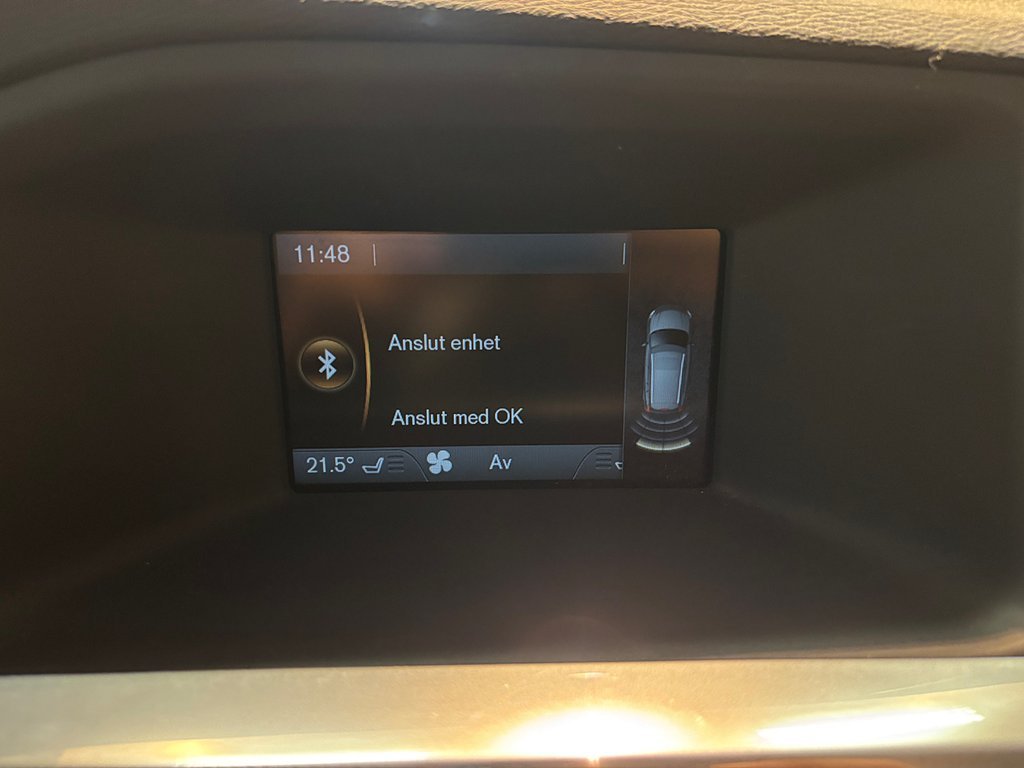 11:48
Anslut enhet
Anslut med OK
21.5° Av